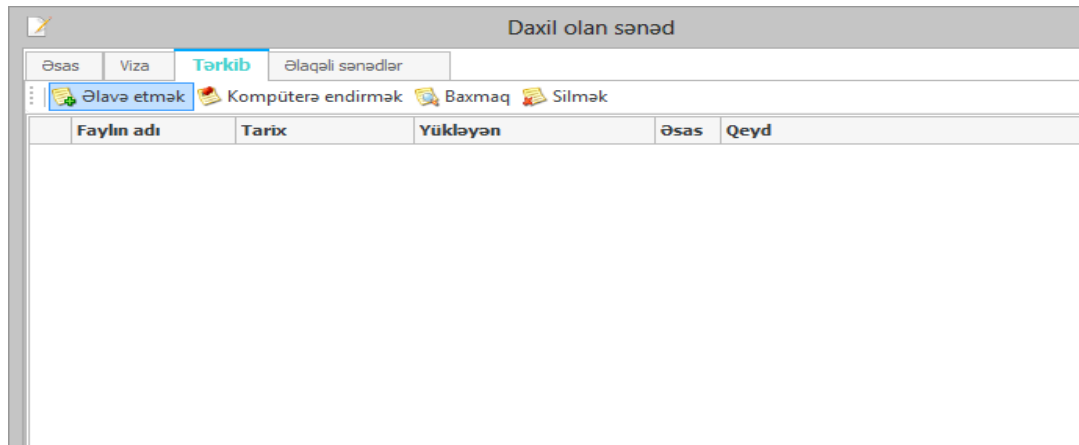 Daxil olan sənəd
Əsas Viza Tərkib Əlaqəli sənədlər
Əlavə etmək Kompüterə endirmək Baxmaq Silmək
Faylın adı Tarix Yükləyən Əsas Qeyd